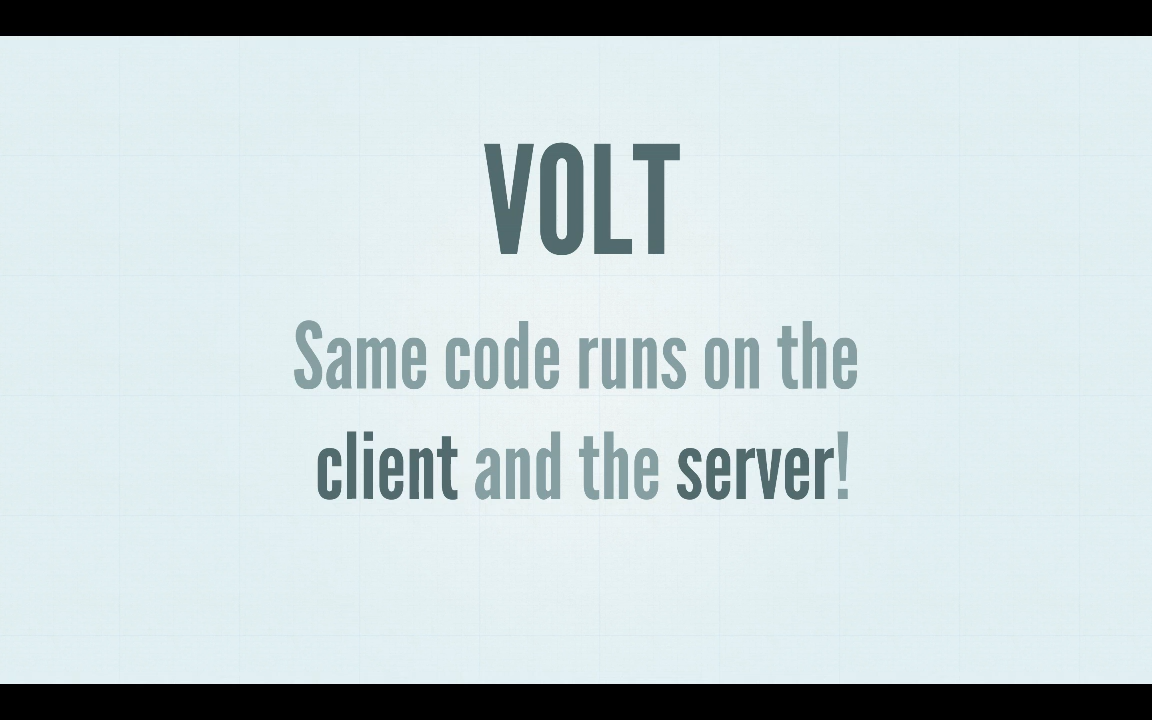 VOLT
Same code runs on the
client and the server!